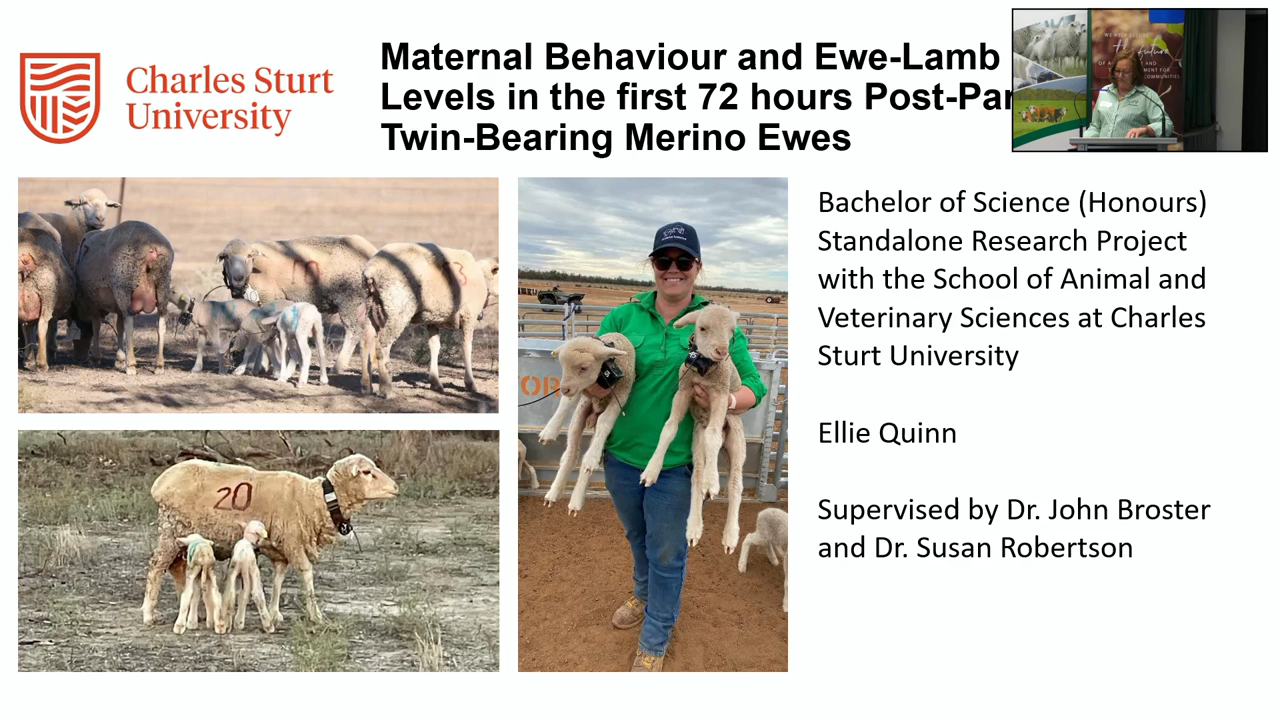 Charles Sturt
University
Maternal Behaviour and Ewe-Lamb
Levels in the first 72 hours Post-Par
Twin-Bearing Merino Ewes
Bachelor of Science (Honours)
Standalone Research Project
with the School of Animal and
Veterinary Sciences at Charles
Sturt University
Ellie Quinn
Supervised by Dr. John Broster
and Dr. Susan Robertson
20
TOR